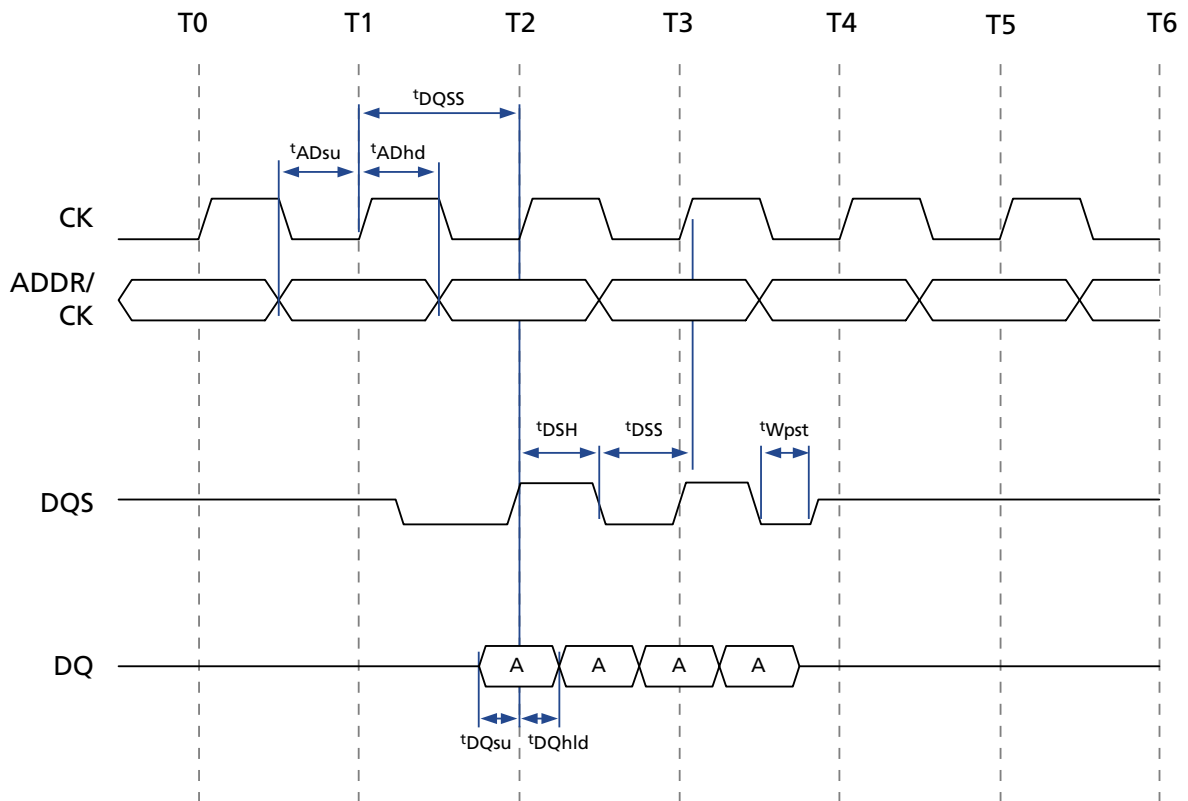 T0 T1 T2 T3 T4 T5 T6
tDQSS
tADsu tADhd
CK
ADDR/
CK
tDSH tDSS tWpst
DQS
DQ
A A A A
tDQsu tDQhld